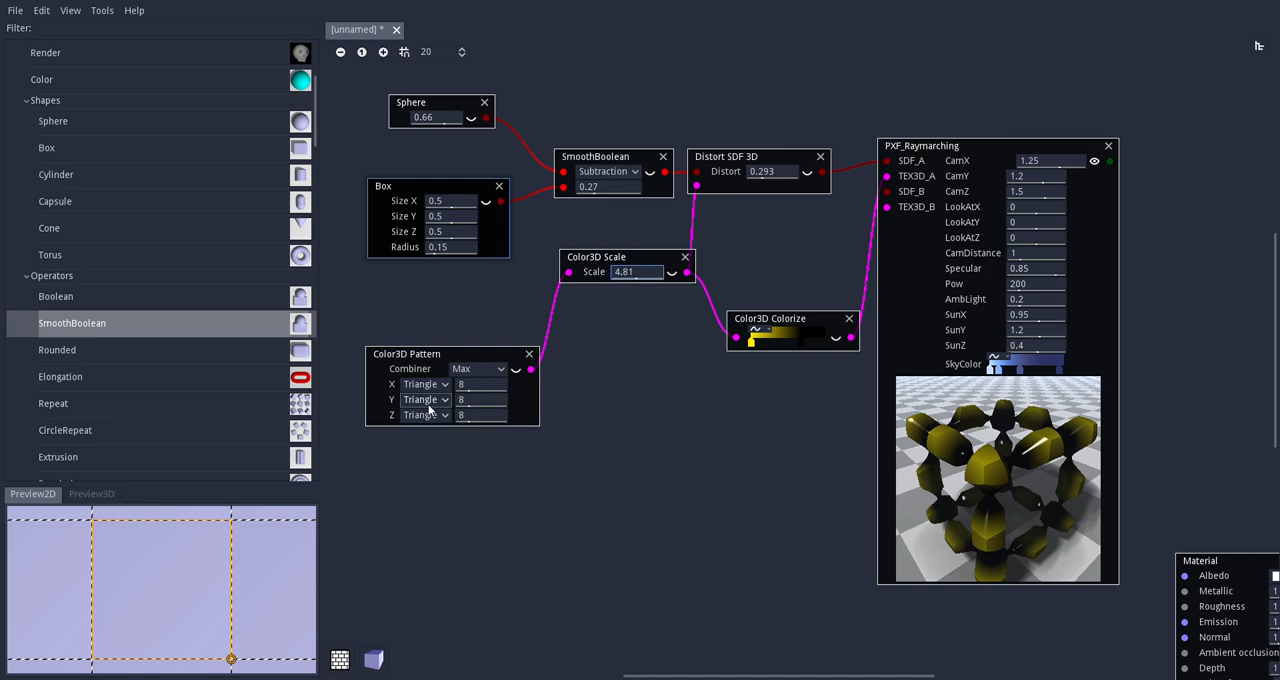 File Edit View Tools Help
Filter:
Render
Color
Shapes
Sphere
Box
Cylinder
Capsule
Cone
Torus
Operators
Boolean
SmoothBoolean
Rounded
Elongation
Repeat
CircleRepeat
Extrusion
Preview2D Preview3D
[unnamed] *
20
Sphere
0.66
Box
Size X 0.5
Size Y 0.5
Size Z 0.5
Radius 0.15
SmoothBoolean
Subtraction
0.27
Distort SDF 3D
Distort 0.293
Color3D Scale
Scale 4.81
Color3D Colorize
Color3D Pattern
Combiner Max
X Triangle 8
Y Triangle 8
Z Triangle 8
PXF_Raymarching
SDF_A CamX 1.25
TEX3D_A CamY 1.2
SDF_B CamZ 1.5
TEX3D_B LookAtX 0
LookAtY 0
LookAtZ 0
CamDistance 1
Specular 0.85
Pow 200
AmbLight 0.2
SunX 0.95
SunY 1.2
SunZ 0.4
SkyColor
Material
Albedo
Metallic 1
Roughness 1
Emission 1
Normal 1
Ambient occlusion
Depth 1